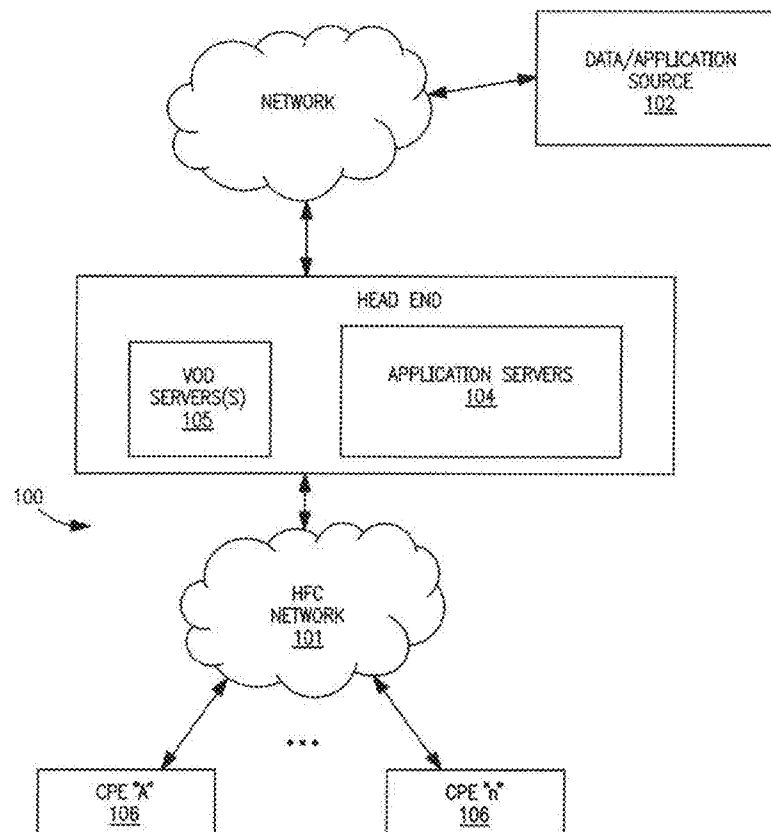 DATA/APPLICATION
SOURCE
102
NETWORK
HEAD END
VOD
SERVERS(S)
105
APPLICATION SERVERS
104
100
HFC
NETWORK
101
...
CPE "A"
106
CPE "n"
106